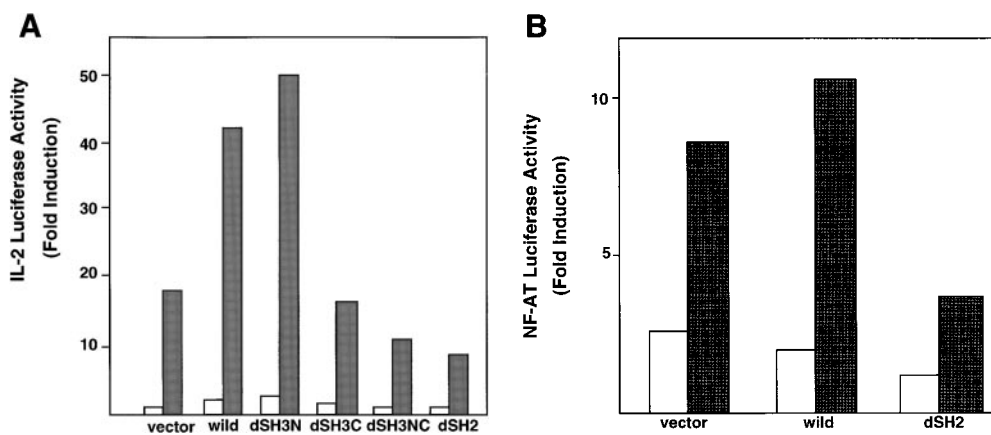 A
IL-2 Luciferase Activity
(Fold Induction)
50
40
30
20
10
vector wild dSH3N dSH3C dSH3NC dSH2
B
NF-AT Luciferase Activity
(Fold Induction)
10
5
vector wild dSH2